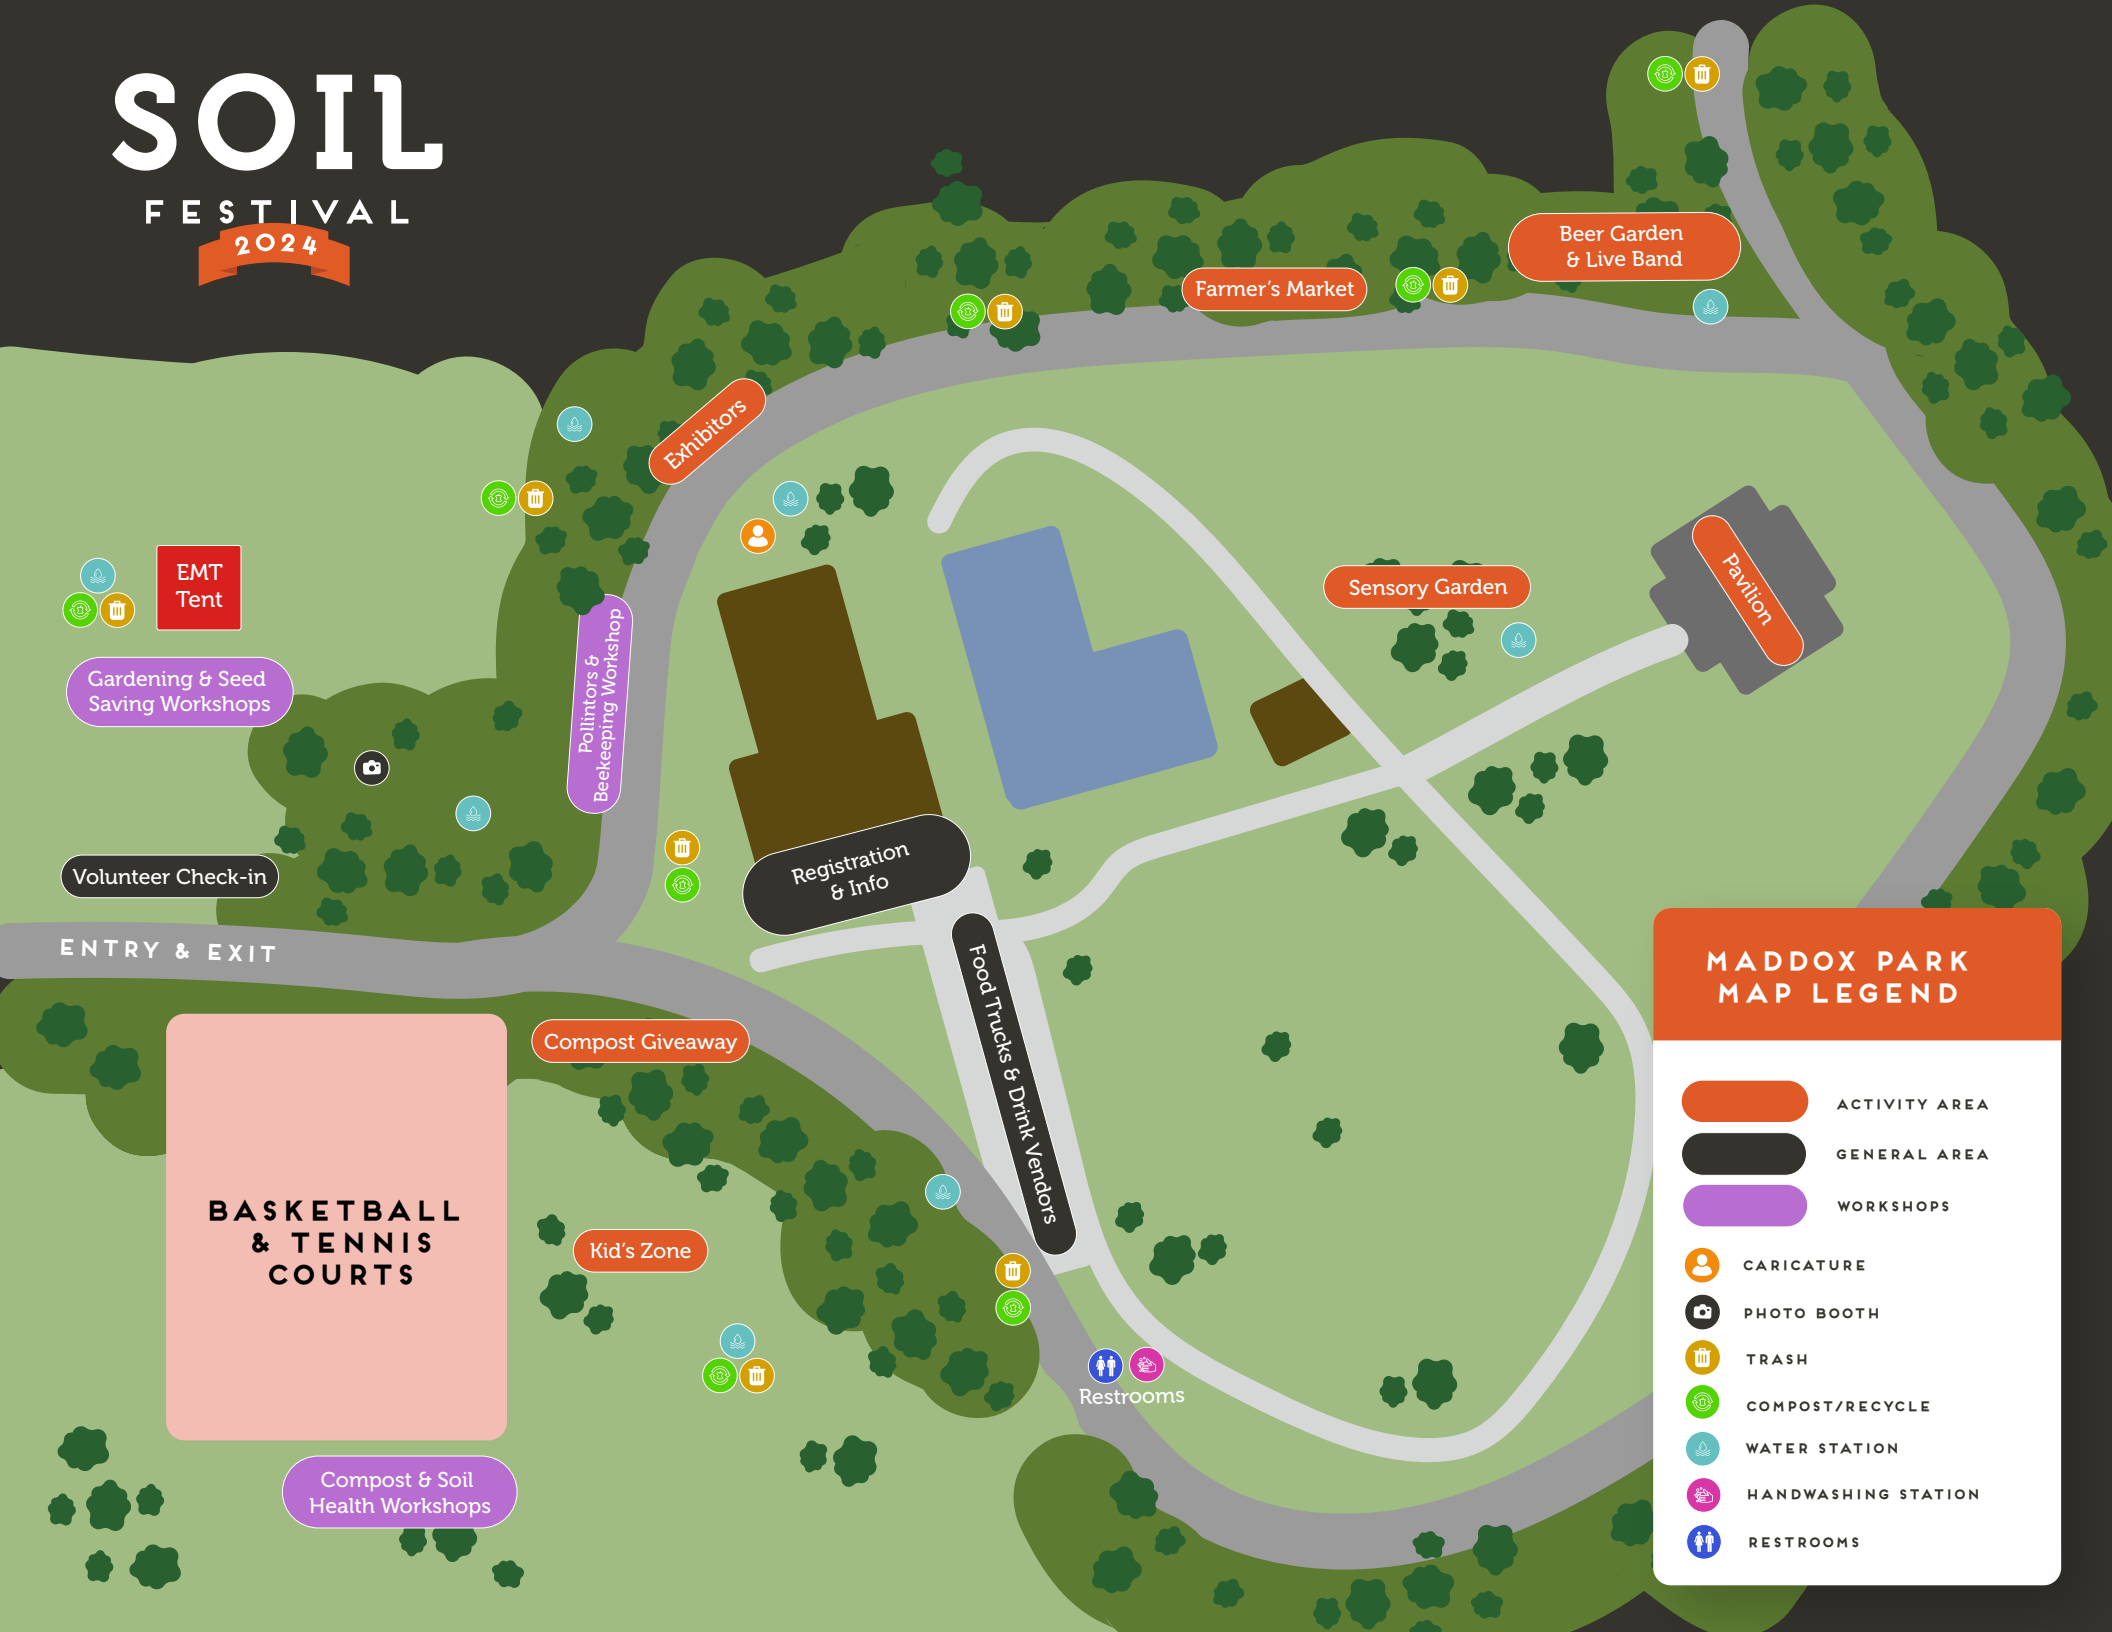 SOIL
FESTIVAL
2024
Beer Garden
& Live Band
Farmer's Market
Exhibitors
EMT
Tent
Gardening & Seed
Saving Workshops
Pollintors &
Beekeeping Workshop
Sensory Garden
Pavilion
Volunteer Check-in
Registration
& Info
ENTRY & EXIT
Food Trucks & Drink Vendors
Compost Giveaway
BASKETBALL
& TENNIS
COURTS
Kid's Zone
Restrooms
Compost & Soil
Health Workshops
MADDOX PARK
MAP LEGEND
ACTIVITY AREA
GENERAL AREA
WORKSHOPS
CARICATURE
PHOTO BOOTH
TRASH
COMPOST/RECYCLE
WATER STATION
HANDWASHING STATION
RESTROOMS